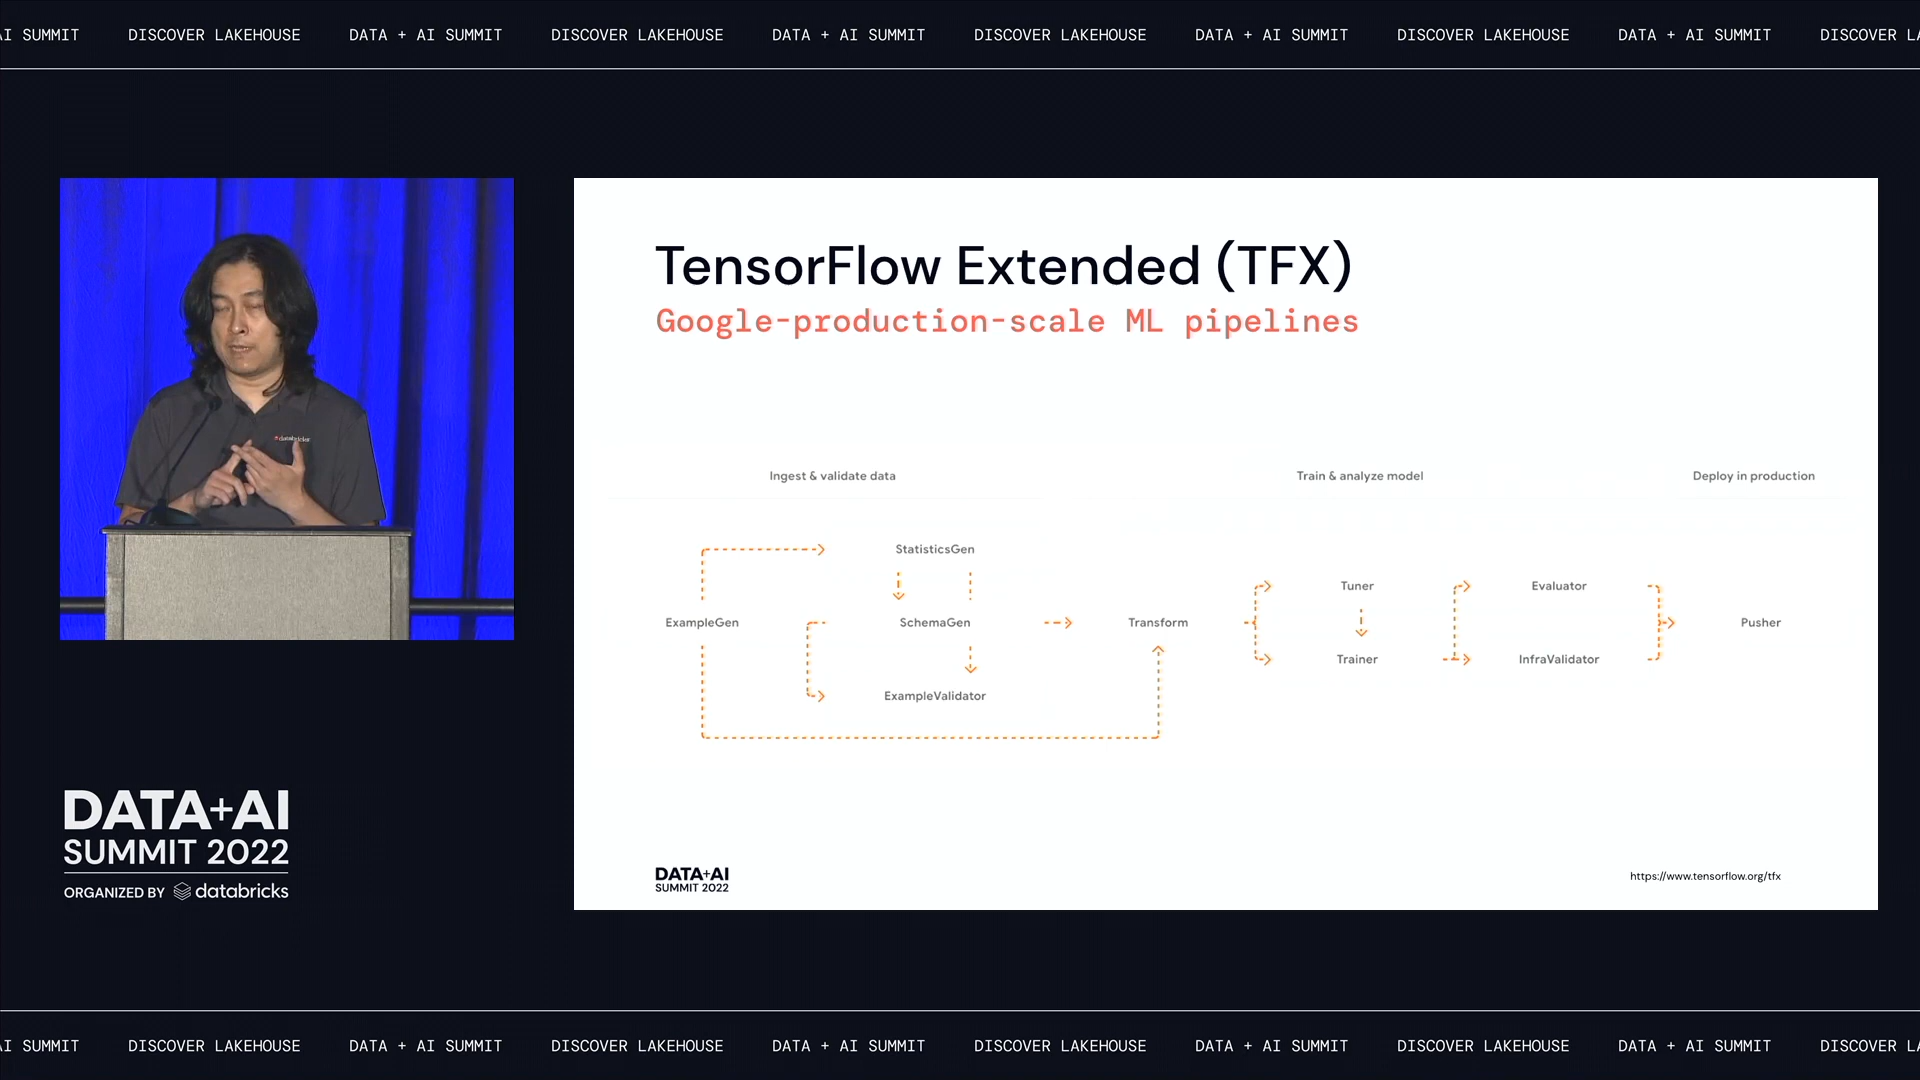 AI SUMMIT DISCOVER LAKEHOUSE DATA + AI SUMMIT DISCOVER LAKEHOUSE DATA + AI SUMMIT DISCOVER LAKEHOUSE DATA + AI SUMMIT DISCOVER LAKEHOUSE DATA + AI SUMMIT DISCOVER LA
databricks
TensorFlow Extended (TFX)
Google-production-scale ML pipelines
Ingest & validate data
Train & analyze model
Deploy in production
StatisticsGen
ExampleGen
SchemaGen
ExampleValidator
Transform
Tuner
Trainer
Evaluator
InfraValidator
Pusher
DATA+AI
SUMMIT 2022
https://www.tensorflow.org/tfx
DATA+AI
SUMMIT 2022
ORGANIZED BY databricks
AI SUMMIT DISCOVER LAKEHOUSE DATA + AI SUMMIT DISCOVER LAKEHOUSE DATA + AI SUMMIT DISCOVER LAKEHOUSE DATA + AI SUMMIT DISCOVER LAKEHOUSE DATA + AI SUMMIT DISCOVER LA